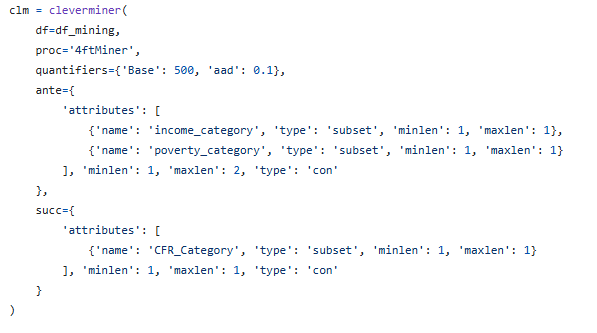 clm = cleverminer(
    df=df_mining,
    proc='4ftMiner',
    quantifiers={'Base': 500, 'aad': 0.1},
    ante={
        'attributes': [
            {'name': 'income_category', 'type': 'subset', 'minlen': 1, 'maxlen': 1},
            {'name': 'poverty_category', 'type': 'subset', 'minlen': 1, 'maxlen': 1}
        ], 'minlen': 1, 'maxlen': 2, 'type': 'con'
    },
    succ={
        'attributes': [
            {'name': 'CFR_Category', 'type': 'subset', 'minlen': 1, 'maxlen': 1}
        ], 'minlen': 1, 'maxlen': 1, 'type': 'con'
    }
)